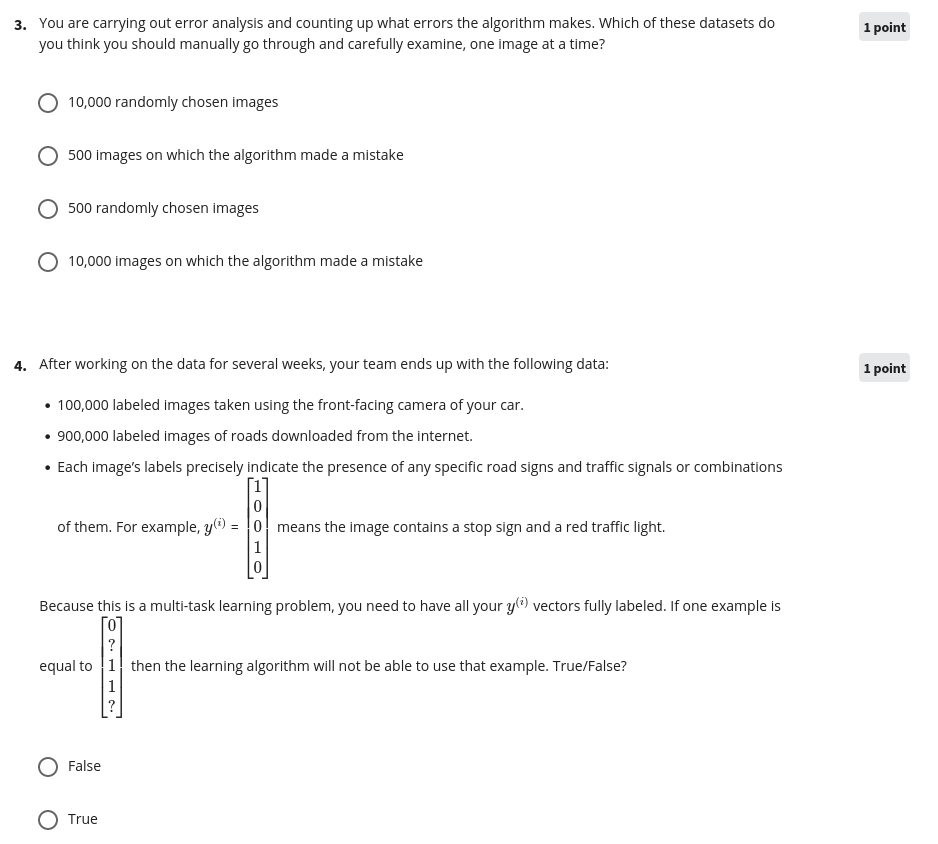 3. You are carrying out error analysis and counting up what errors the algorithm makes. Which of these datasets do
1 point
you think you should manually go through and carefully examine, one image at a time?
10,000 randomly chosen images
500 images on which the algorithm made a mistake
500 randomly chosen images
10,000 images on which the algorithm made a mistake
4. After working on the data for several weeks, your team ends up with the following data:
1 point
• 100,000 labeled images taken using the front-facing camera of your car.
• 900,000 labeled images of roads downloaded from the internet.
• Each image’s labels precisely indicate the presence of any specific road signs and traffic signals or combinations
1
0
of them. For example, y(i) = 0 means the image contains a stop sign and a red traffic light.
1
0
Because this is a multi-task learning problem, you need to have all your y(i) vectors fully labeled. If one example is
0
?
equal to 1 then the learning algorithm will not be able to use that example. True/False?
1
?
False
True